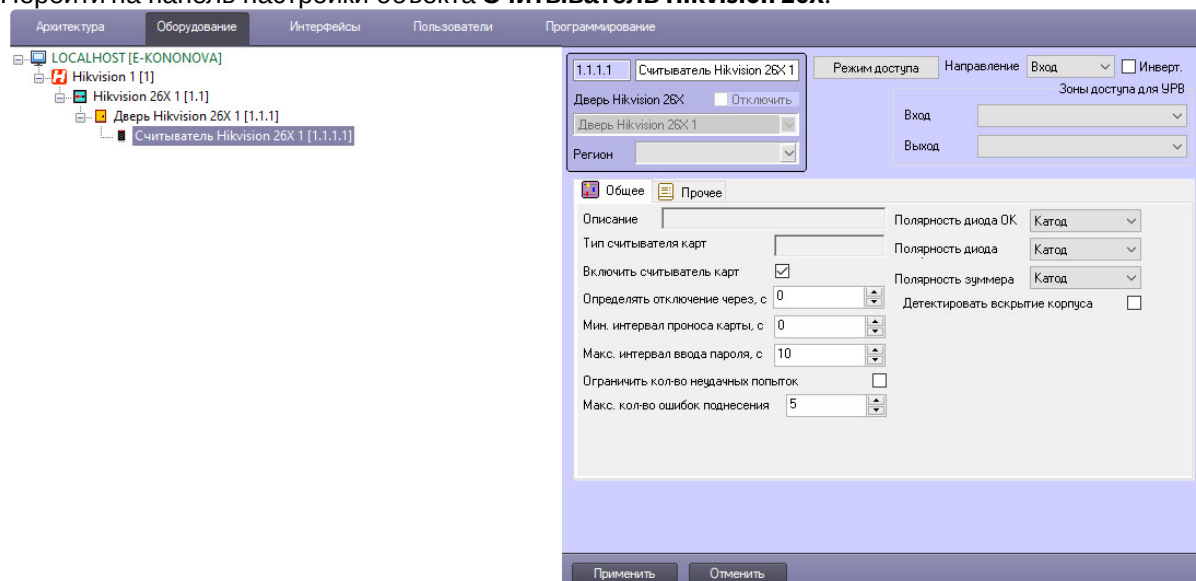 Перейти на панель настройки объекта Считыватель Hikvision 26x.
Архитектура Оборудование Интерфейсы Пользователи Программирование
LOCALHOST [E-KONONOVA]
Hikvision 1 [1]
Hikvision 26X 1 [1.1]
Дверь Hikvision 26X 1 [1.1.1]
Считыватель Hikvision 26X 1 [1.1.1.1]
1.1.1.1 Считыватель Hikvision 26X 1
Дверь Hikvision 26X Отключить
Дверь Hikvision 26X 1
Регион
Режим доступа Направление Вход Инверт.
Зоны доступа для УРВ
Вход
Выход
Общее Прочее
Описание
Тип считывателя карт
Включить считыватель карт
Определять отключение через, с 0
Мин. интервал проноса карты, с 0
Макс. интервал ввода пароля, с 10
Ограничить кол-во неудачных попыток
Макс. кол-во ошибок поднесения 5
Полярность диода ОК Катод
Полярность диода Катод
Полярность зуммера Катод
Детектировать вскрытие корпуса
Применить Отменить